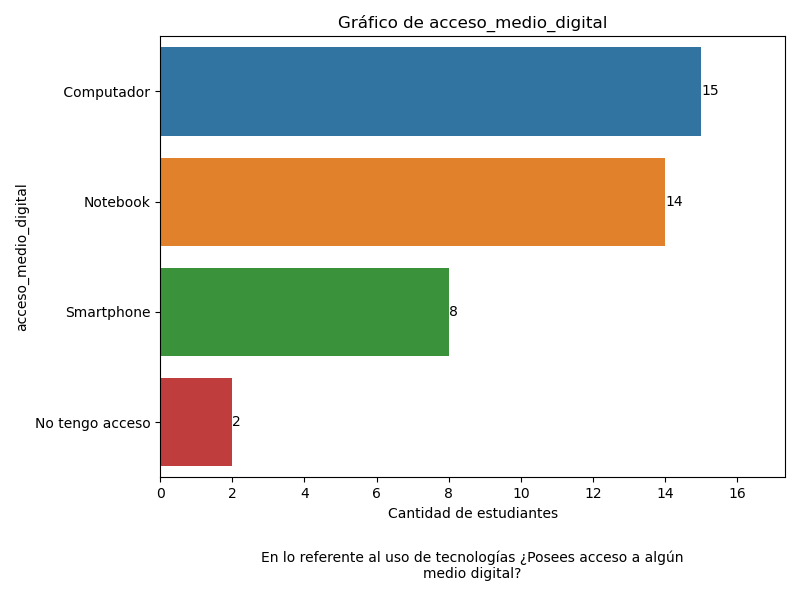 Gráfico de acceso_medio_digital
acceso_medio_digital
Computador
15
Notebook
14
Smartphone
8
No tengo acceso
2
0 2 4 6 8 10 12 14 16
Cantidad de estudiantes
En lo referente al uso de tecnologías ¿Posees acceso a algún
medio digital?